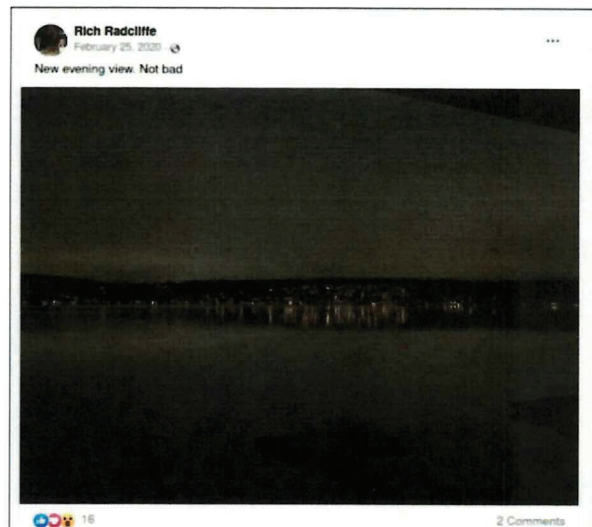 Rich Radcliffe
February 25, 2020 ·
...
New evening view. Not bad
16
2 Comments